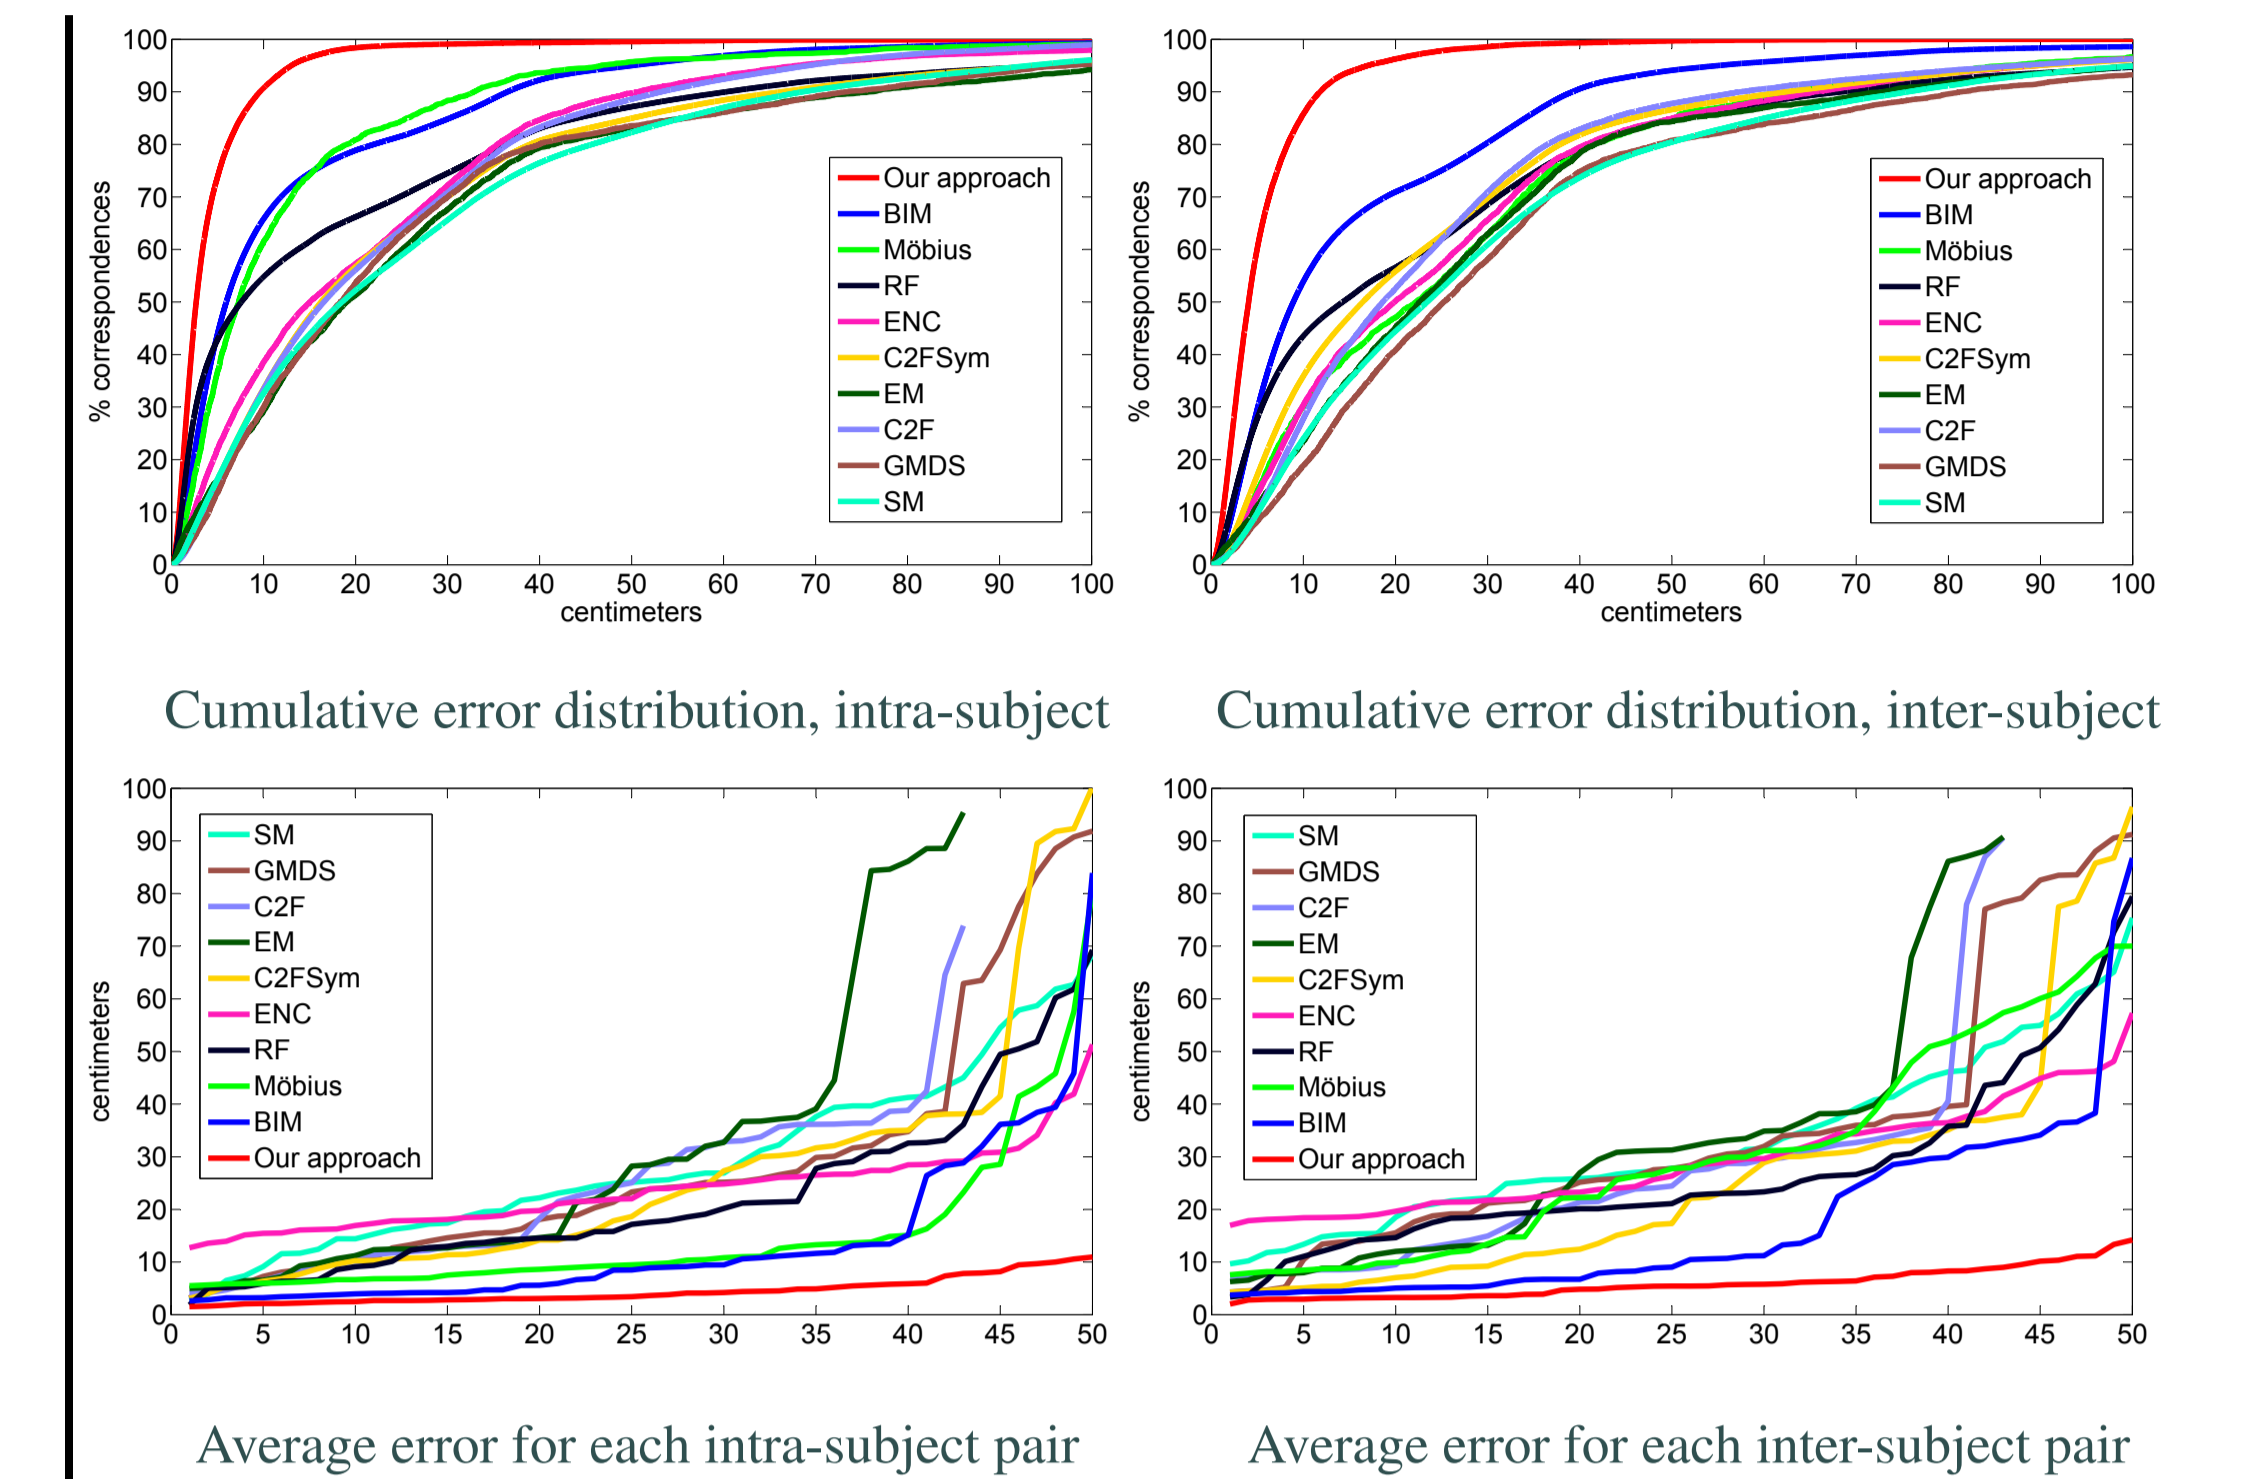 100
90
80
70
60
50
40
30
20
10
0
% correspondences
0 10 20 30 40 50 60 70 80 90 100
centimeters
Our approach
BIM
Möbius
RF
ENC
C2FSym
EM
C2F
GMDS
SM
Cumulative error distribution, intra-subject
100
90
80
70
60
50
40
30
20
10
0
% correspondences
0 10 20 30 40 50 60 70 80 90 100
centimeters
Our approach
BIM
Möbius
RF
ENC
C2FSym
EM
C2F
GMDS
SM
Cumulative error distribution, inter-subject
100
90
80
70
60
50
40
30
20
10
0
centimeters
0 5 10 15 20 25 30 35 40 45 50
SM
GMDS
C2F
EM
C2FSym
ENC
RF
Möbius
BIM
Our approach
Average error for each intra-subject pair
100
90
80
70
60
50
40
30
20
10
0
centimeters
0 5 10 15 20 25 30 35 40 45 50
SM
GMDS
C2F
EM
C2FSym
ENC
RF
Möbius
BIM
Our approach
Average error for each inter-subject pair